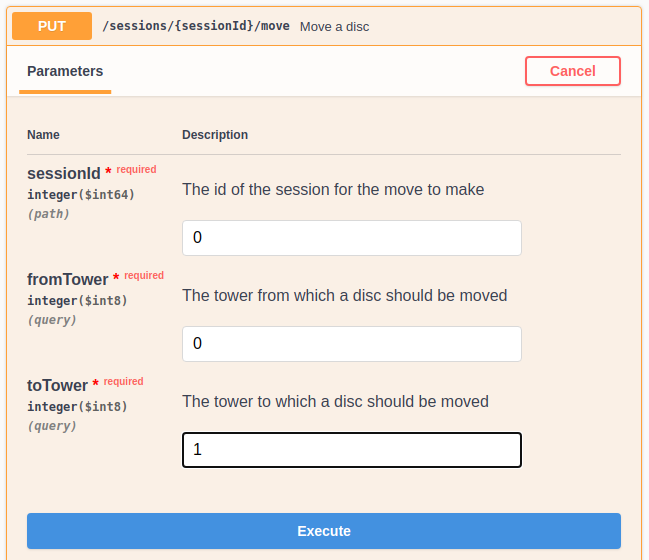 PUT /sessions/{sessionId}/move Move a disc
Parameters Cancel
Name Description
sessionId * required
integer($int64)
(path)
The id of the session for the move to make
0
fromTower * required
integer($int8)
(query)
The tower from which a disc should be moved
0
toTower * required
integer($int8)
(query)
The tower to which a disc should be moved
1
Execute